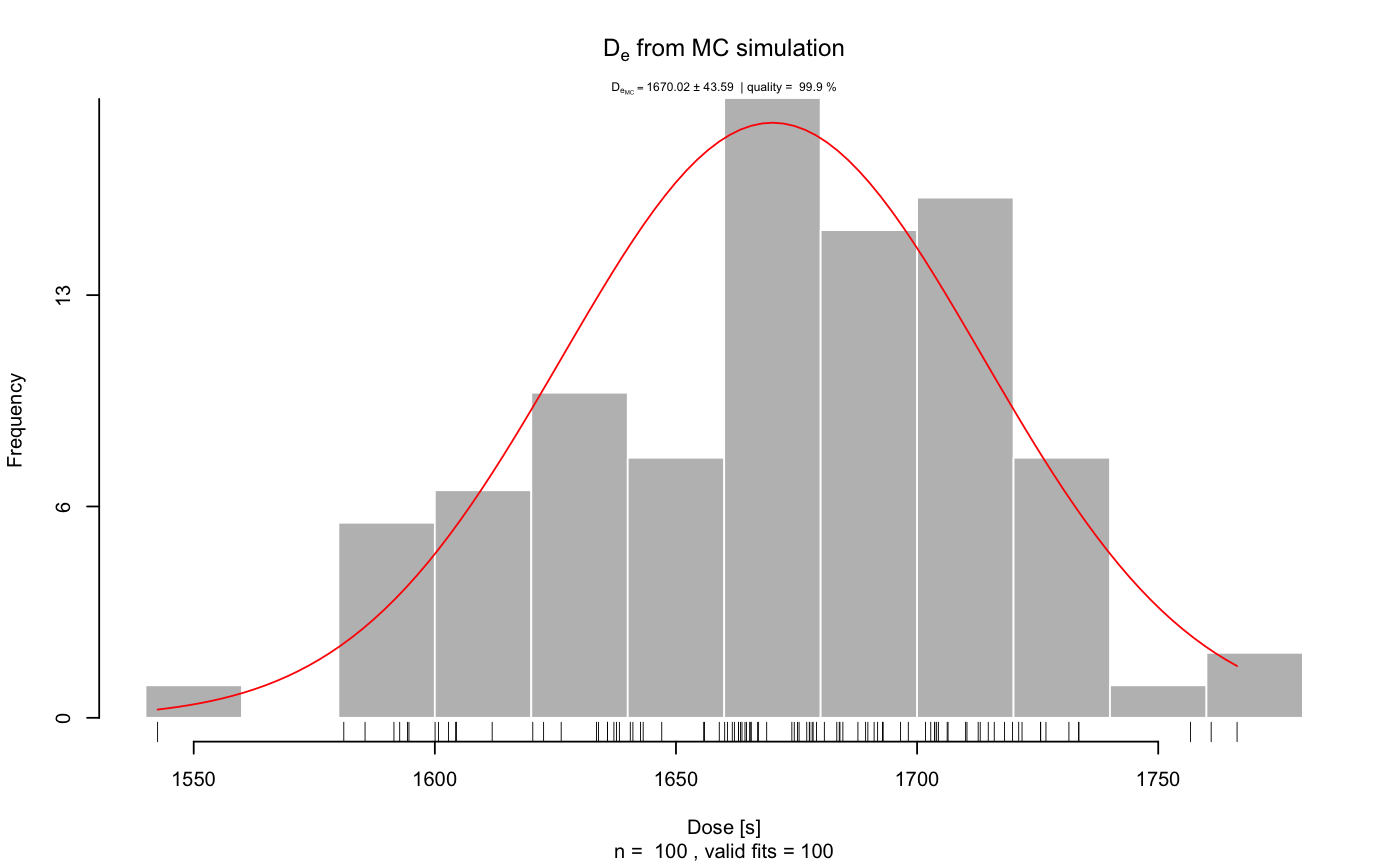 De from MC simulation
DeMC = 1670.02 ± 43.59 | quality = 99.9 %
Frequency
13
6
0
1550 1600 1650 1700 1750
Dose [s]
n = 100 , valid fits = 100